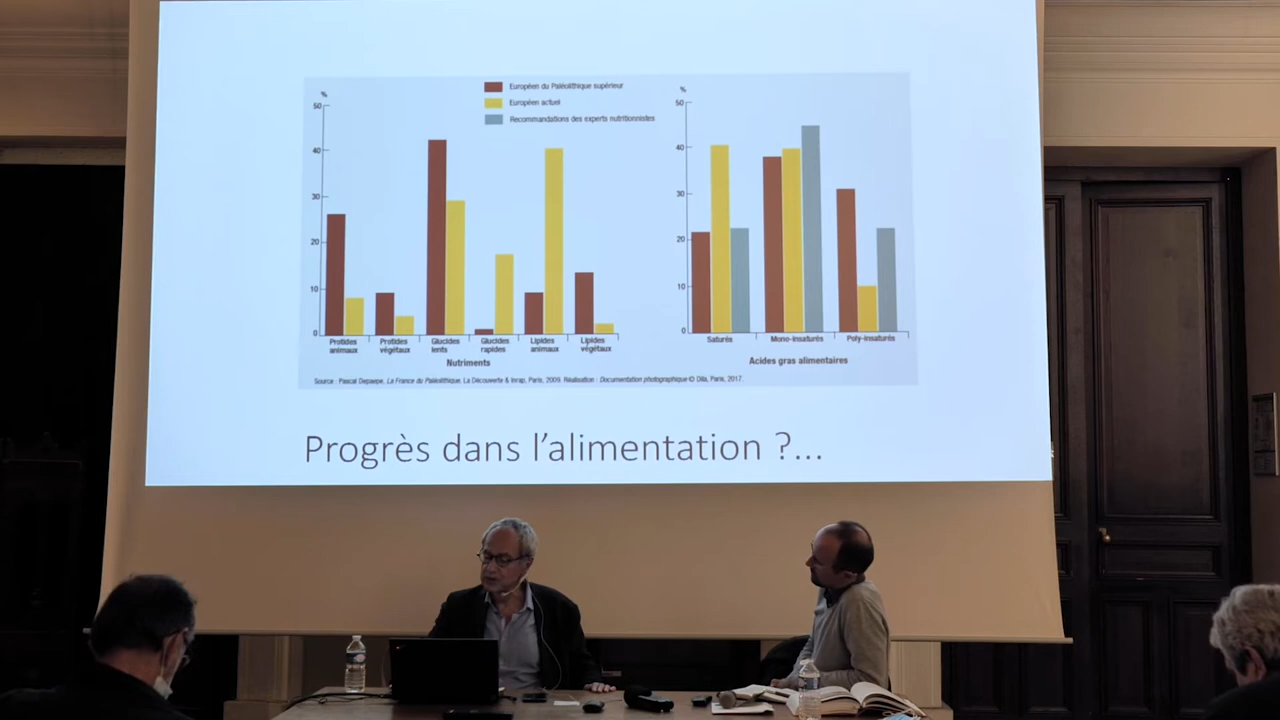 Européen du Paléolithique supérieur
Européen actuel
Recommandations des experts nutritionnistes
%
50
40
30
20
10
0
Protides animaux
Protides végétaux
Glucides lents
Glucides rapides
Lipides animaux
Lipides végétaux
Nutriments
%
50
40
30
20
10
0
Saturés
Mono-insaturés
Poly-insaturés
Acides gras alimentaires
Source : Pascal Depaepe, La France du Paléolithique, La Découverte & Inrap, Paris, 2009. Réalisation : Documentation photographique © Dila, Paris, 2017.
Progrès dans l'alimentation ?...